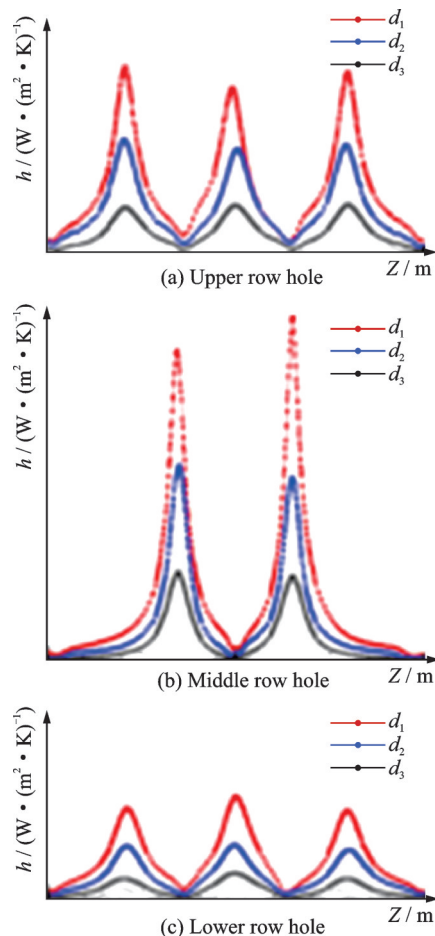 d₁
d₂
d₃
h / (W • (m² • K)⁻¹)
Z / m
(a) Upper row hole
d₁
d₂
d₃
h / (W • (m² • K)⁻¹)
Z / m
(b) Middle row hole
d₁
d₂
d₃
h / (W • (m² • K)⁻¹)
Z / m
(c) Lower row hole